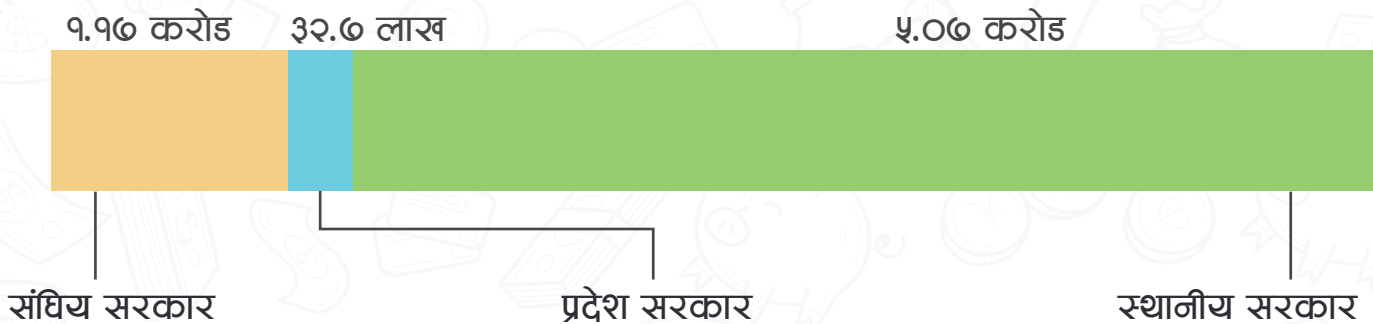 १.१७ करोड ३२.७ लाख ५.०७ करोड
संघिय सरकार प्रदेश सरकार स्थानीय सरकार